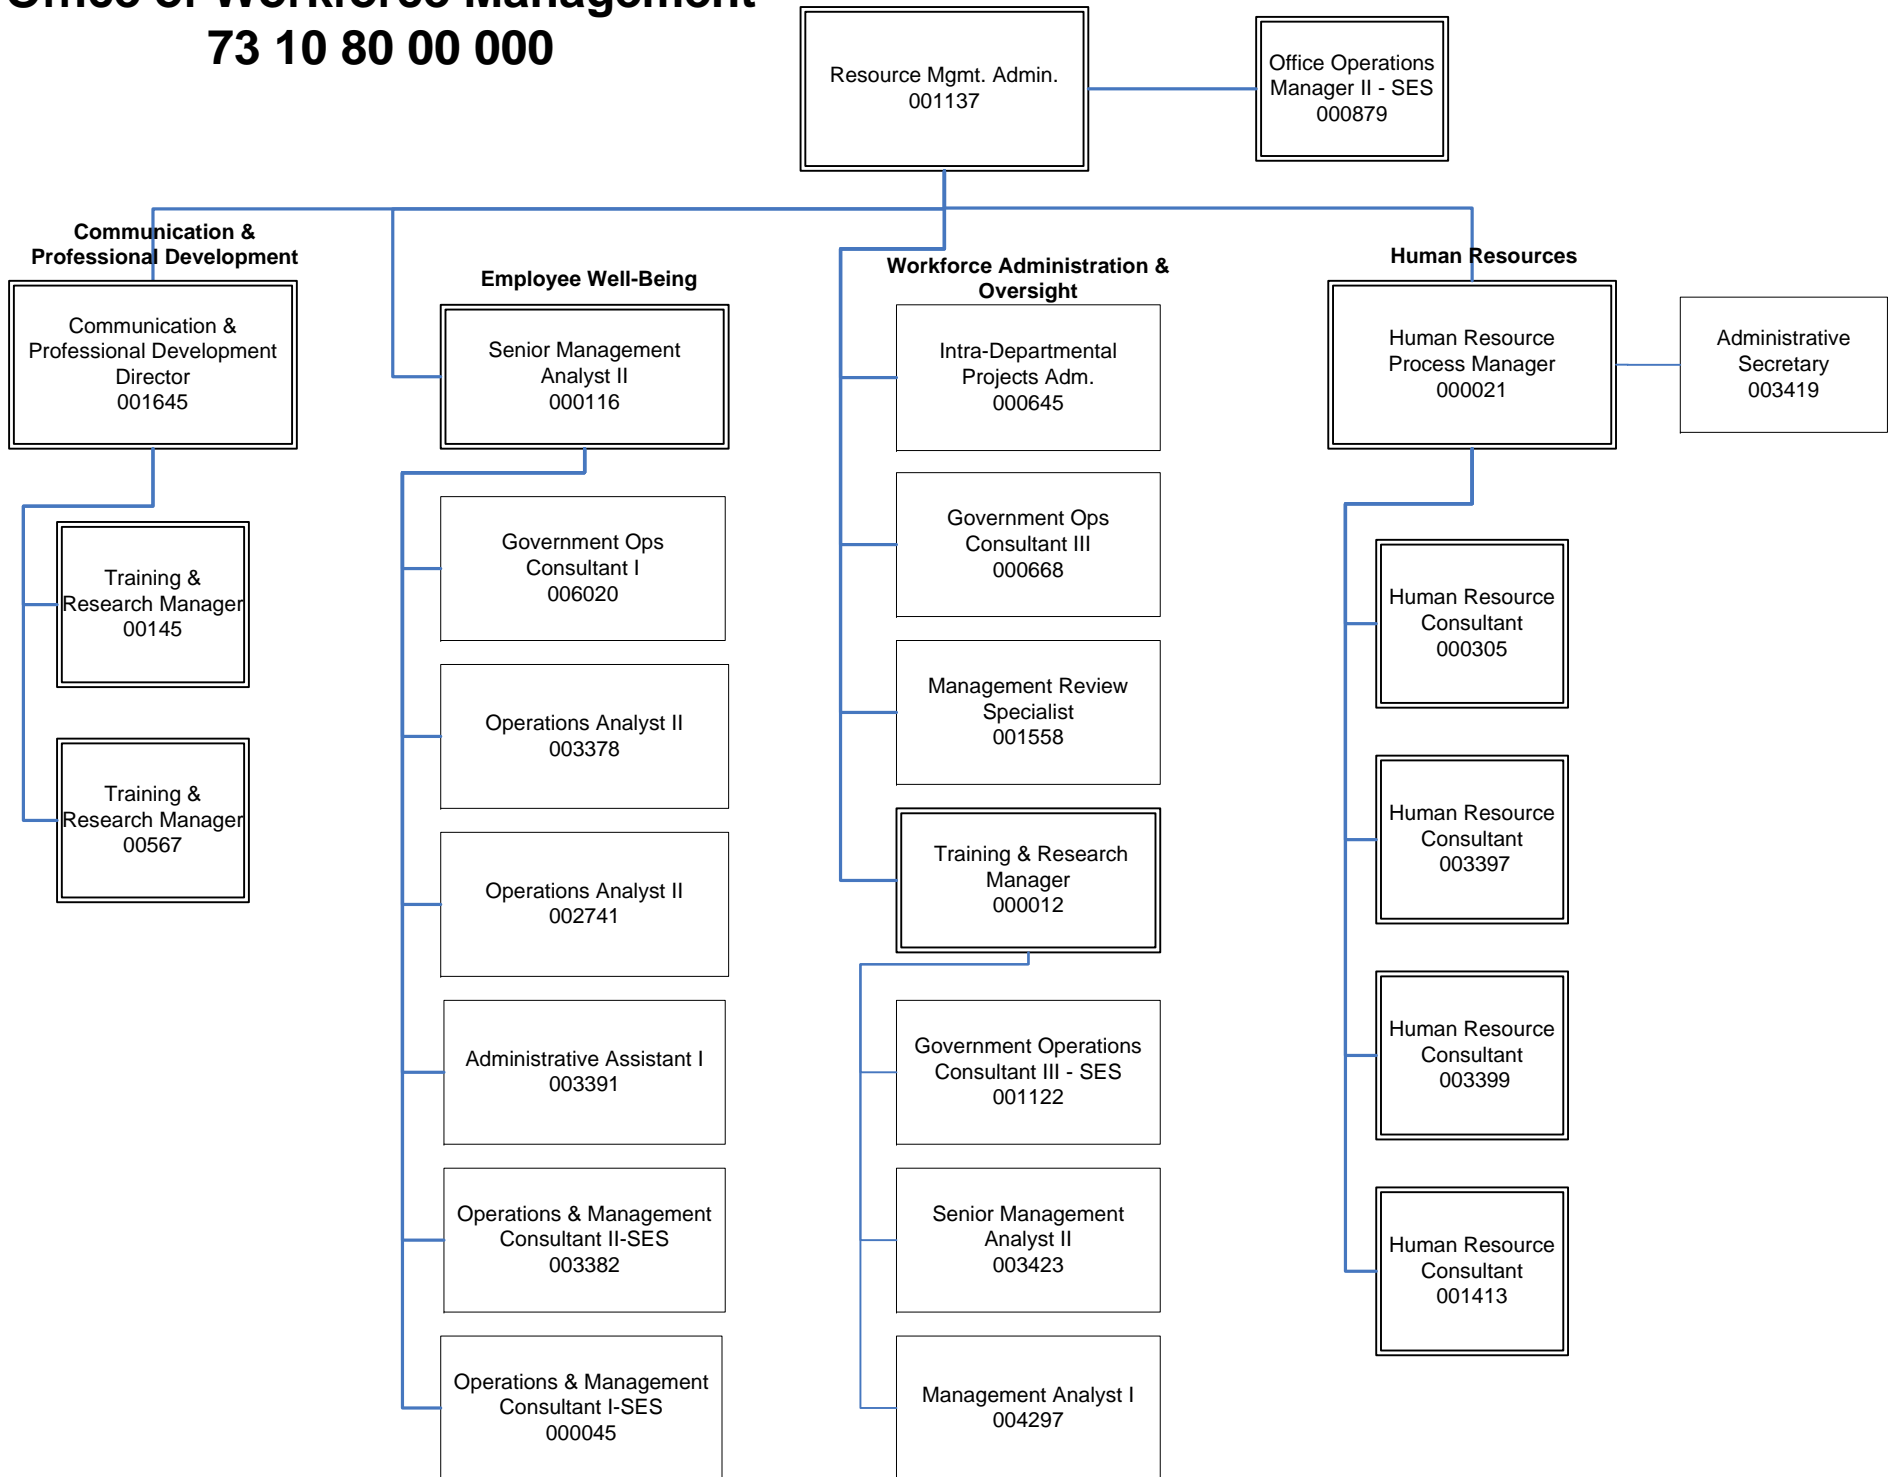 Office of Workforce Management
73 10 80 00 000
Resource Mgmt. Admin.
001137
Office Operations
Manager II - SES
000879
Communication &
Professional Development
Communication &
Professional Development
Director
001645
Training &
Research Manager
00145
Training &
Research Manager
00567
Employee Well-Being
Senior Management
Analyst II
000116
Government Ops
Consultant I
006020
Operations Analyst II
003378
Operations Analyst II
002741
Administrative Assistant I
003391
Operations & Management
Consultant II-SES
003382
Operations & Management
Consultant I-SES
000045
Workforce Administration &
Oversight
Intra-Departmental
Projects Adm.
000645
Government Ops
Consultant III
000668
Management Review
Specialist
001558
Training & Research
Manager
000012
Government Operations
Consultant III - SES
001122
Senior Management
Analyst II
003423
Management Analyst I
004297
Human Resources
Human Resource
Process Manager
000021
Administrative
Secretary
003419
Human Resource
Consultant
000305
Human Resource
Consultant
003397
Human Resource
Consultant
003399
Human Resource
Consultant
001413